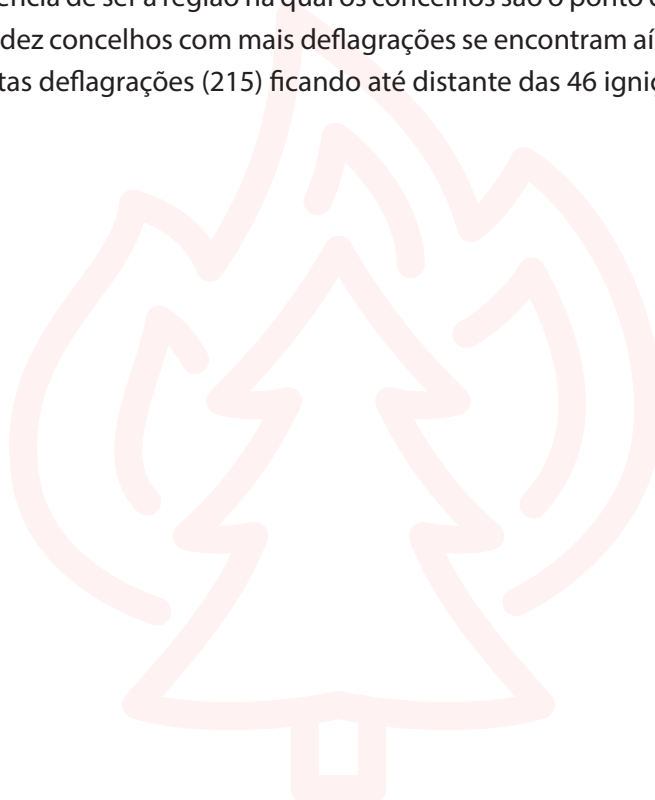 ência de ser a região na qual os concelhos são o ponto
dez concelhos com mais deflagrações se encontram aí
tas deflagrações (215) ficando até distante das 46 igniç